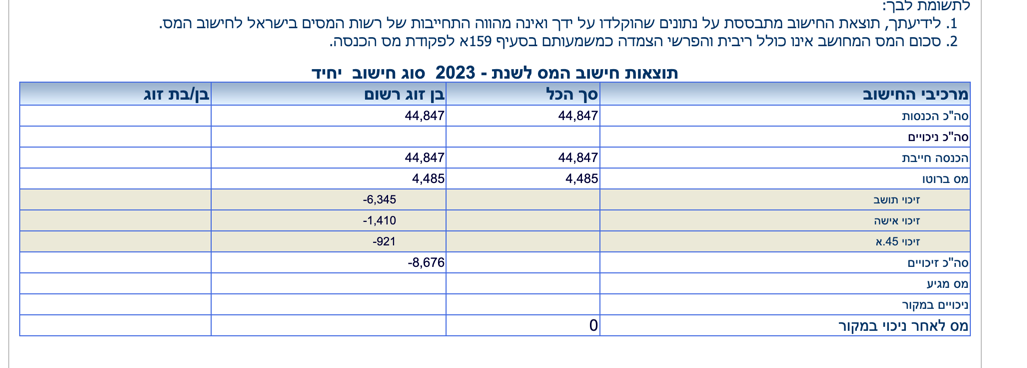 לתשומת לבך:
1. לידיעתך, תוצאת החישוב מתבססת על נתונים שהוקלדו על ידך ואינה מהווה התחייבות של רשות המסים בישראל לחישוב המס.
2. סכום המס המחושב אינו כולל ריבית והפרשי הצמדה כמשמעותם בסעיף 159א לפקודת מס הכנסה.
תוצאות חישוב המס לשנת - 2023 סוג חישוב יחיד
מרכיבי החישוב סך הכל בן זוג רשום בן/בת זוג
סה"כ הכנסות 44,847 44,847
סה"כ ניכויים
הכנסה חייבת 44,847 44,847
מס ברוטו 4,485 4,485
זיכוי תושב -6,345
זיכוי אישה -1,410
זיכוי 45.א -921
סה"כ זיכויים -8,676
מס מגיע
ניכויים במקור
מס לאחר ניכוי במקור 0